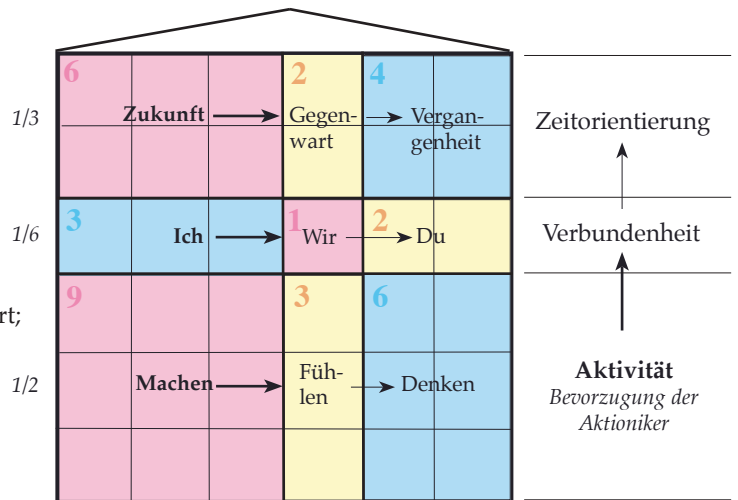 6 2 4
1/3 Zukunft Gegen- Vergan- Zeitorientierung
wart genheit
3 1 2
1/6 Ich Wir Du Verbundenheit
9 3 6
rt;
1/2 Machen Füh- Denken Aktivität
len Bevorzugung der
Aktioniker